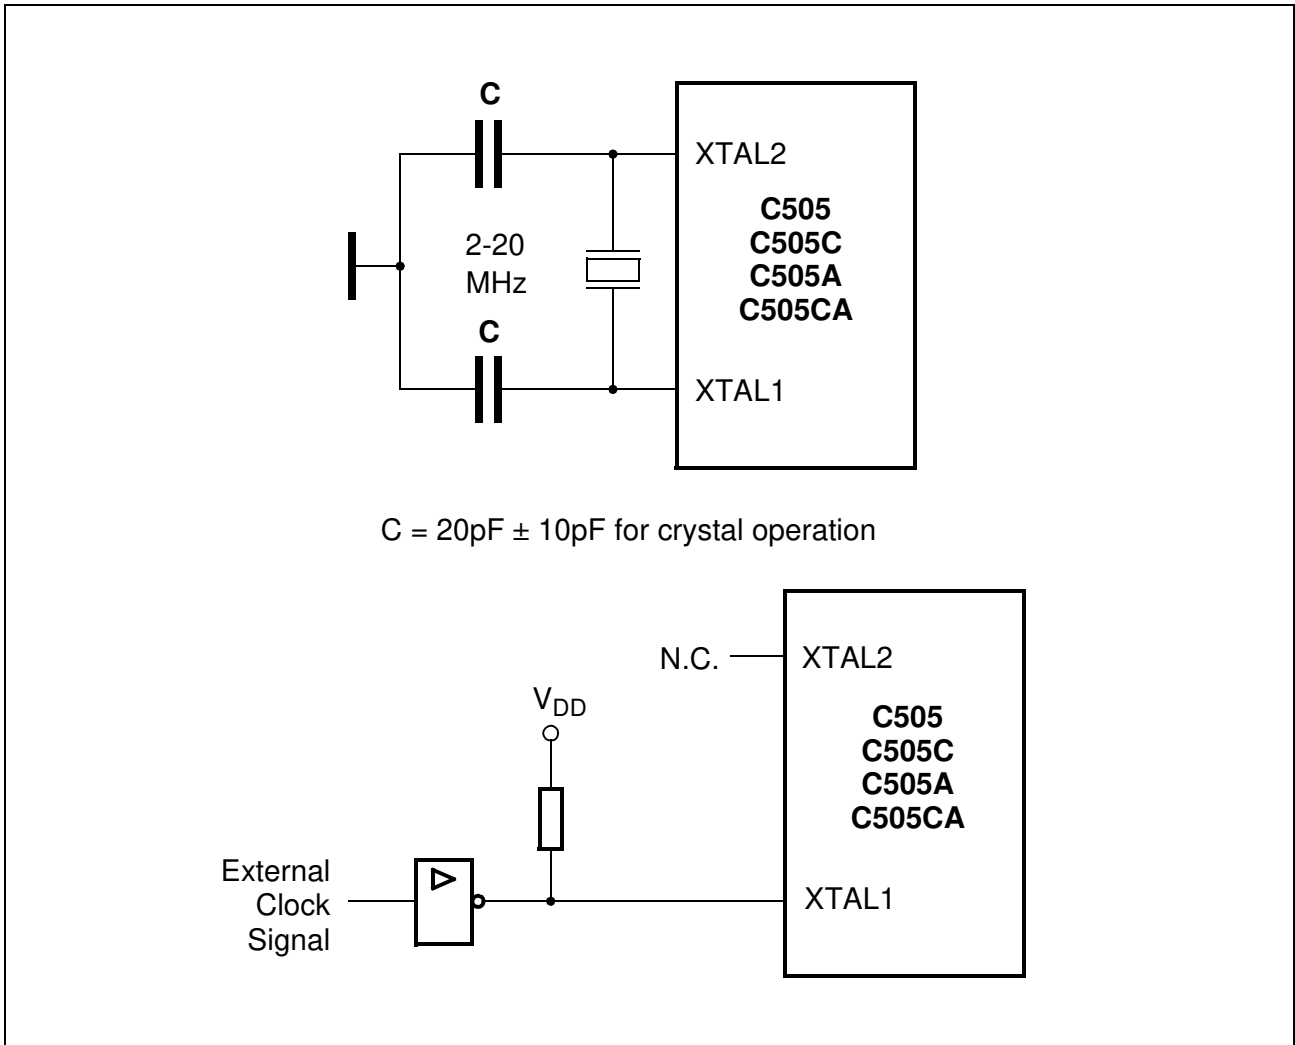 C
XTAL2
C505
C505C
C505A
C505CA
2-20
MHz
C
XTAL1
C = 20pF ± 10pF for crystal operation
N.C.
XTAL2
VDD
C505
C505C
C505A
C505CA
External
Clock
Signal
XTAL1